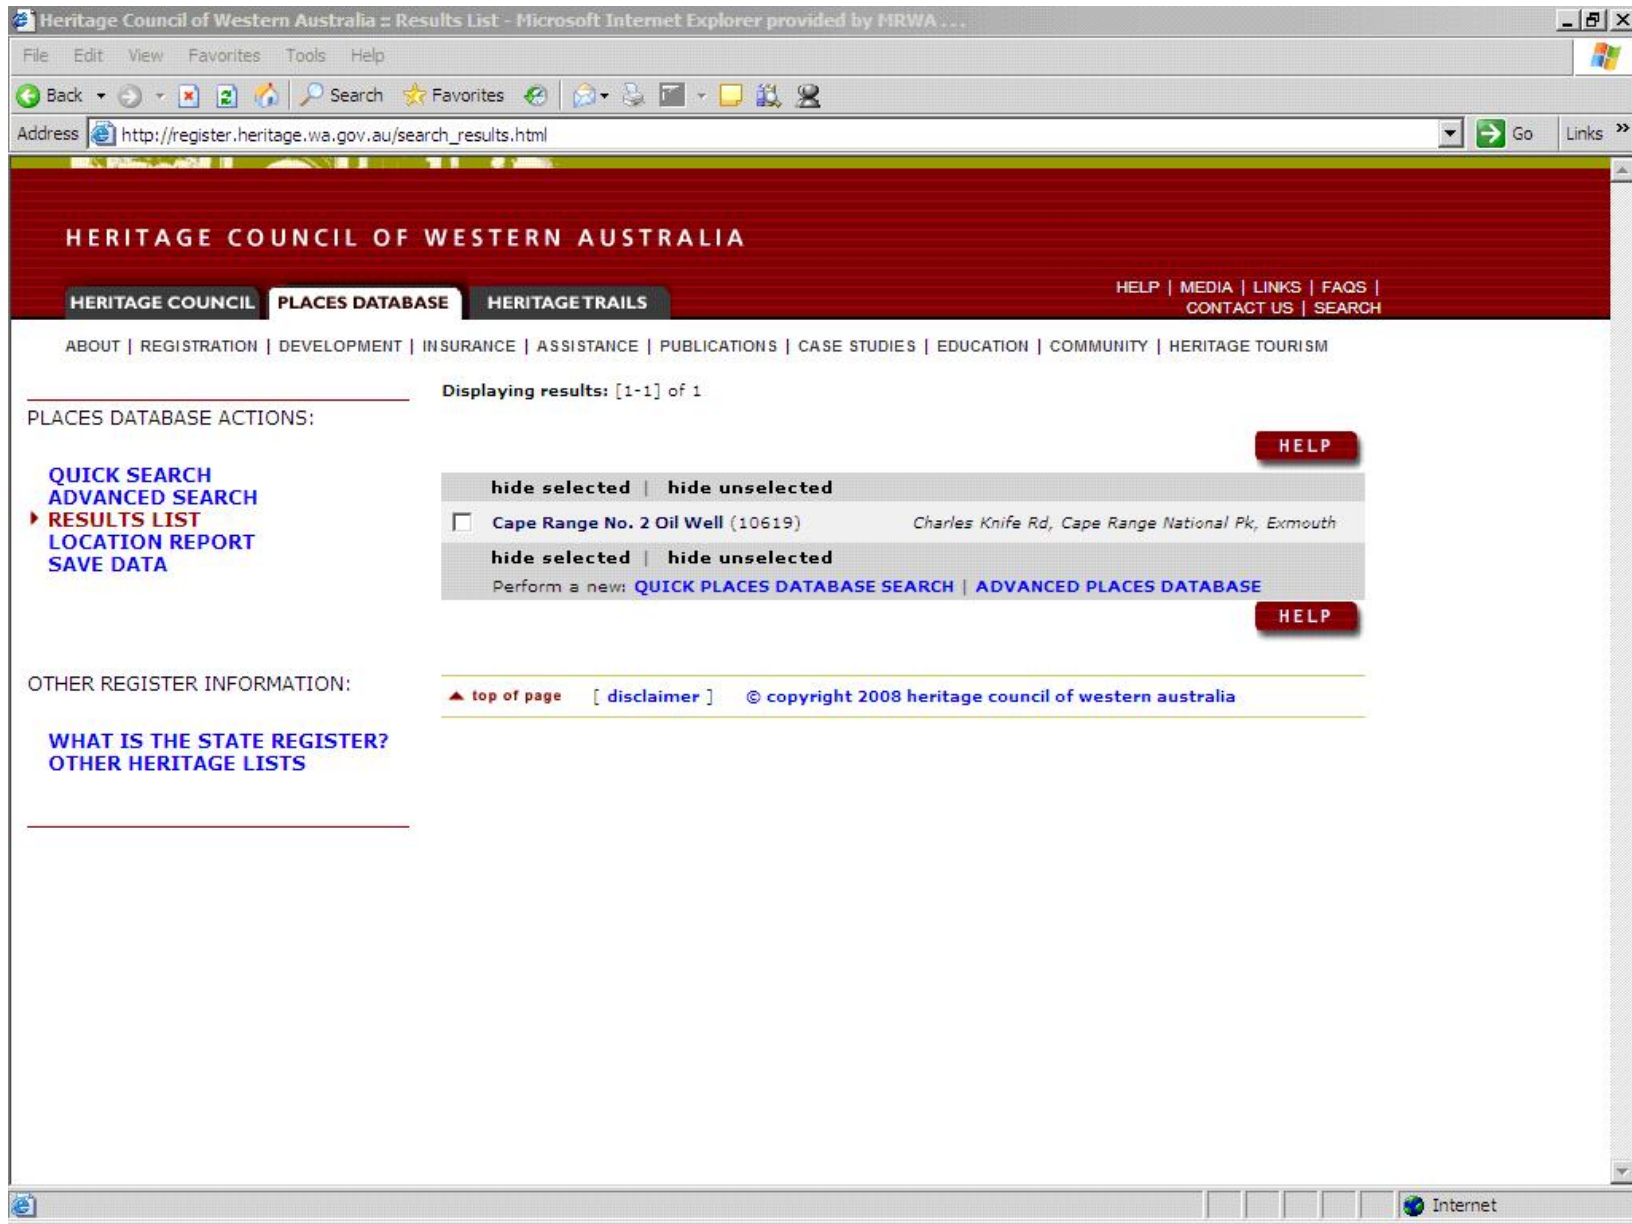 Heritage Council of Western Australia :: Results List - Microsoft Internet Explorer provided by MRWA . . .
File Edit View Favorites Tools Help
Back Search Favorites
Address http://register.heritage.wa.gov.au/search_results.html Go Links »
HERITAGE COUNCIL OF WESTERN AUSTRALIA
HERITAGE COUNCIL PLACES DATABASE HERITAGE TRAILS
HELP | MEDIA | LINKS | FAQS |
CONTACT US | SEARCH
ABOUT | REGISTRATION | DEVELOPMENT | INSURANCE | ASSISTANCE | PUBLICATIONS | CASE STUDIES | EDUCATION | COMMUNITY | HERITAGE TOURISM
PLACES DATABASE ACTIONS:
QUICK SEARCH
ADVANCED SEARCH
RESULTS LIST
LOCATION REPORT
SAVE DATA
OTHER REGISTER INFORMATION:
WHAT IS THE STATE REGISTER?
OTHER HERITAGE LISTS
Displaying results: [1-1] of 1
HELP
hide selected | hide unselected
Cape Range No. 2 Oil Well (10619) Charles Knife Rd, Cape Range National Pk, Exmouth
hide selected | hide unselected
Perform a new: QUICK PLACES DATABASE SEARCH | ADVANCED PLACES DATABASE
HELP
top of page [ disclaimer ] © copyright 2008 heritage council of western australia
Internet